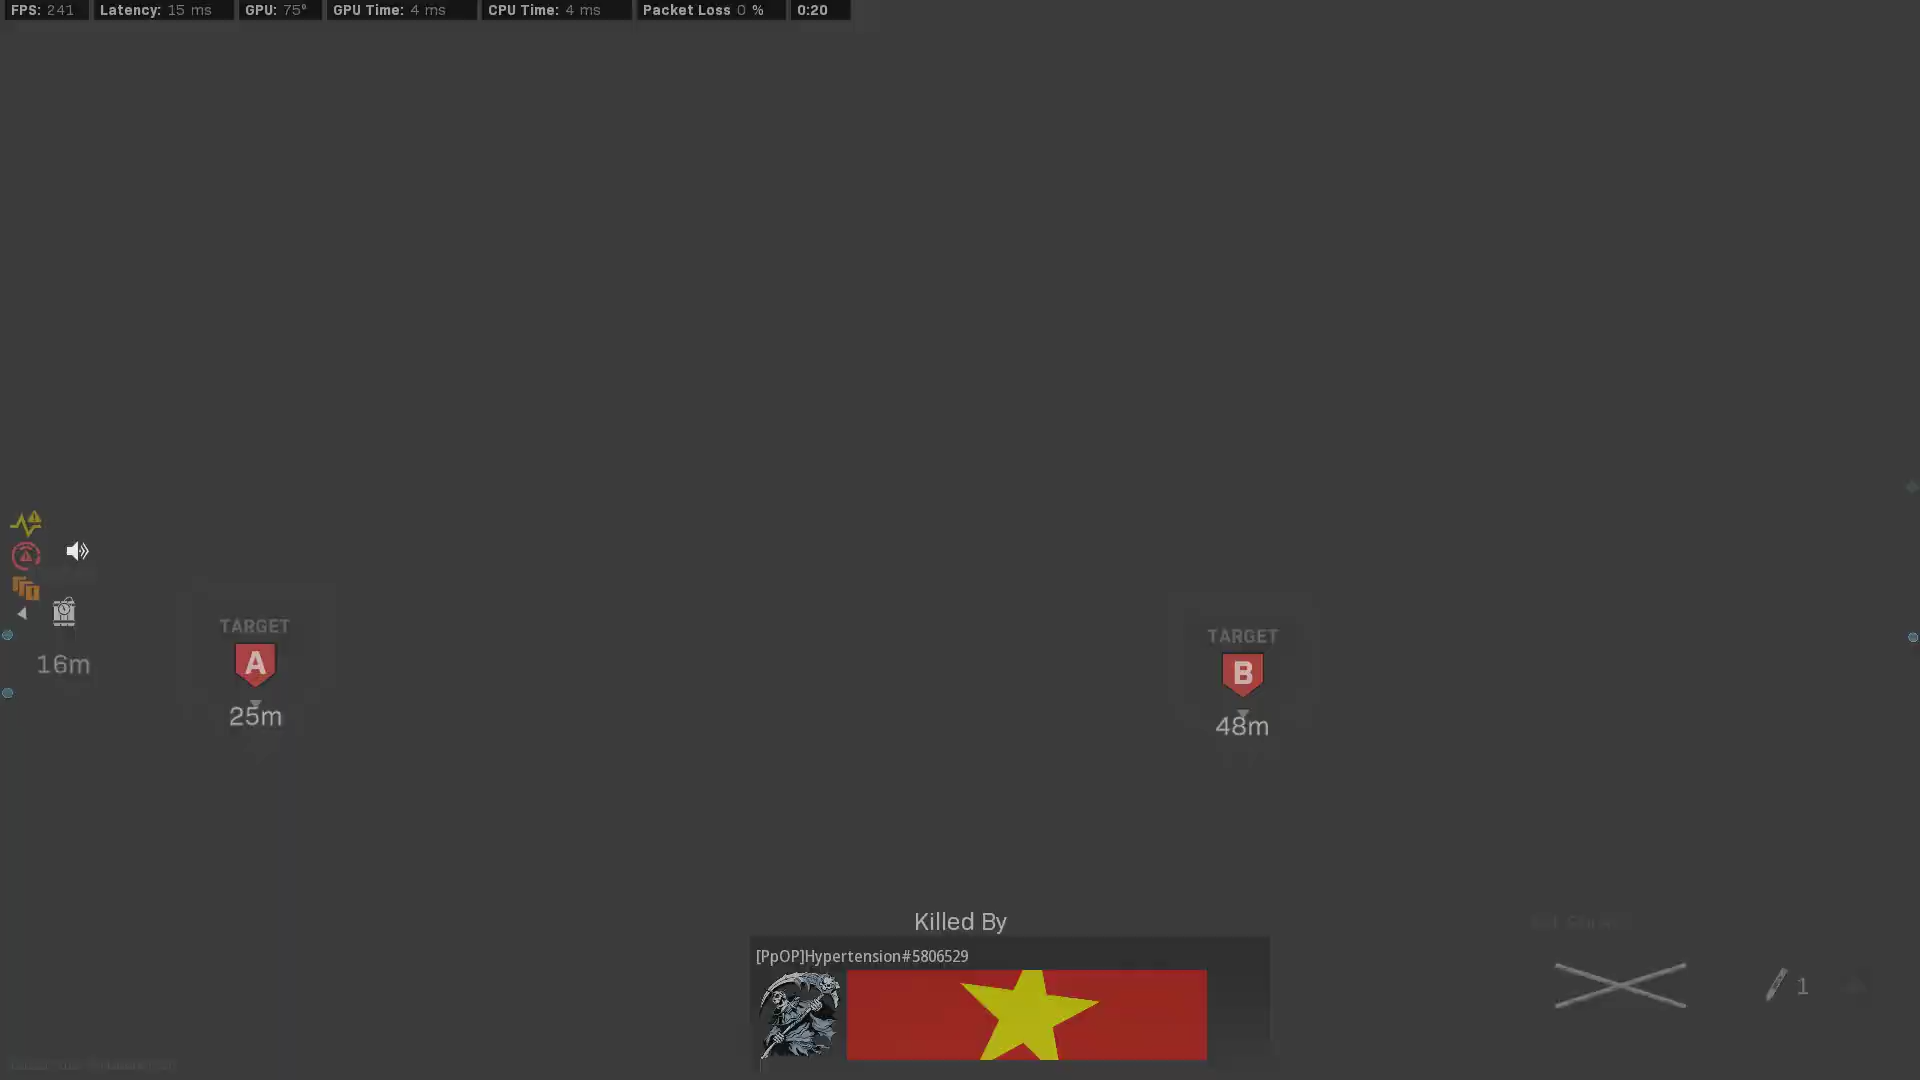 FPS: 241 Latency: 15 ms GPU: 75° GPU Time: 4 ms CPU Time: 4 ms Packet Loss 0 % 0:20
16m
TARGET
A
25m
TARGET
B
48m
Killed By
[PpOP]Hypertension#5806529
1